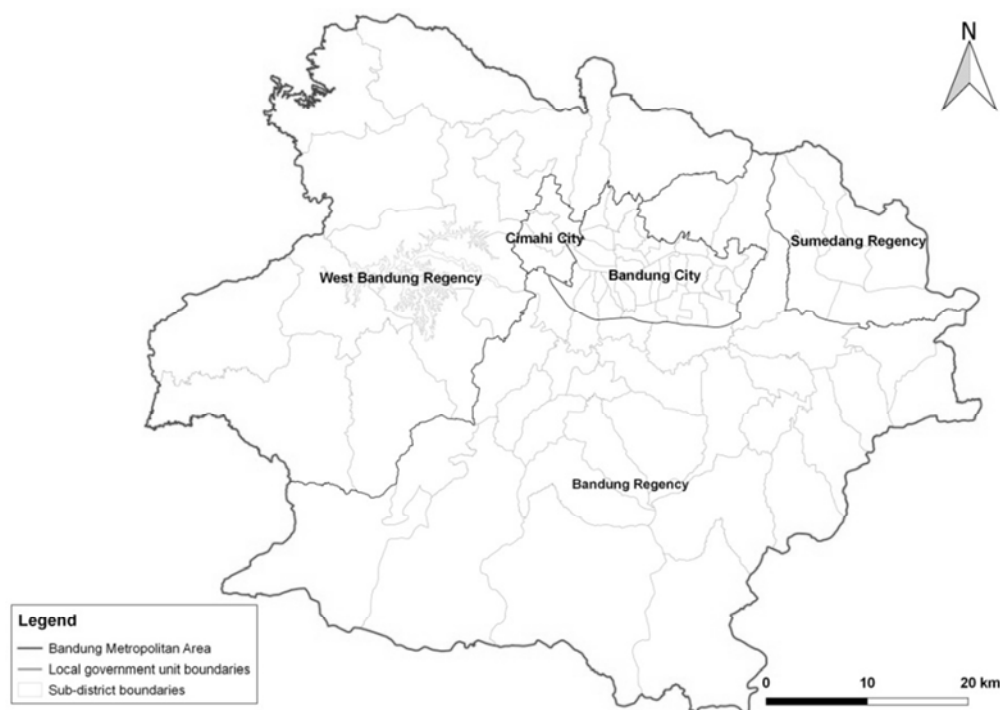 N
Cimahi City
Sumedang Regency
West Bandung Regency
Bandung City
Bandung Regency
Legend
Bandung Metropolitan Area
Local government unit boundaries
Sub-district boundaries
0 10 20 km